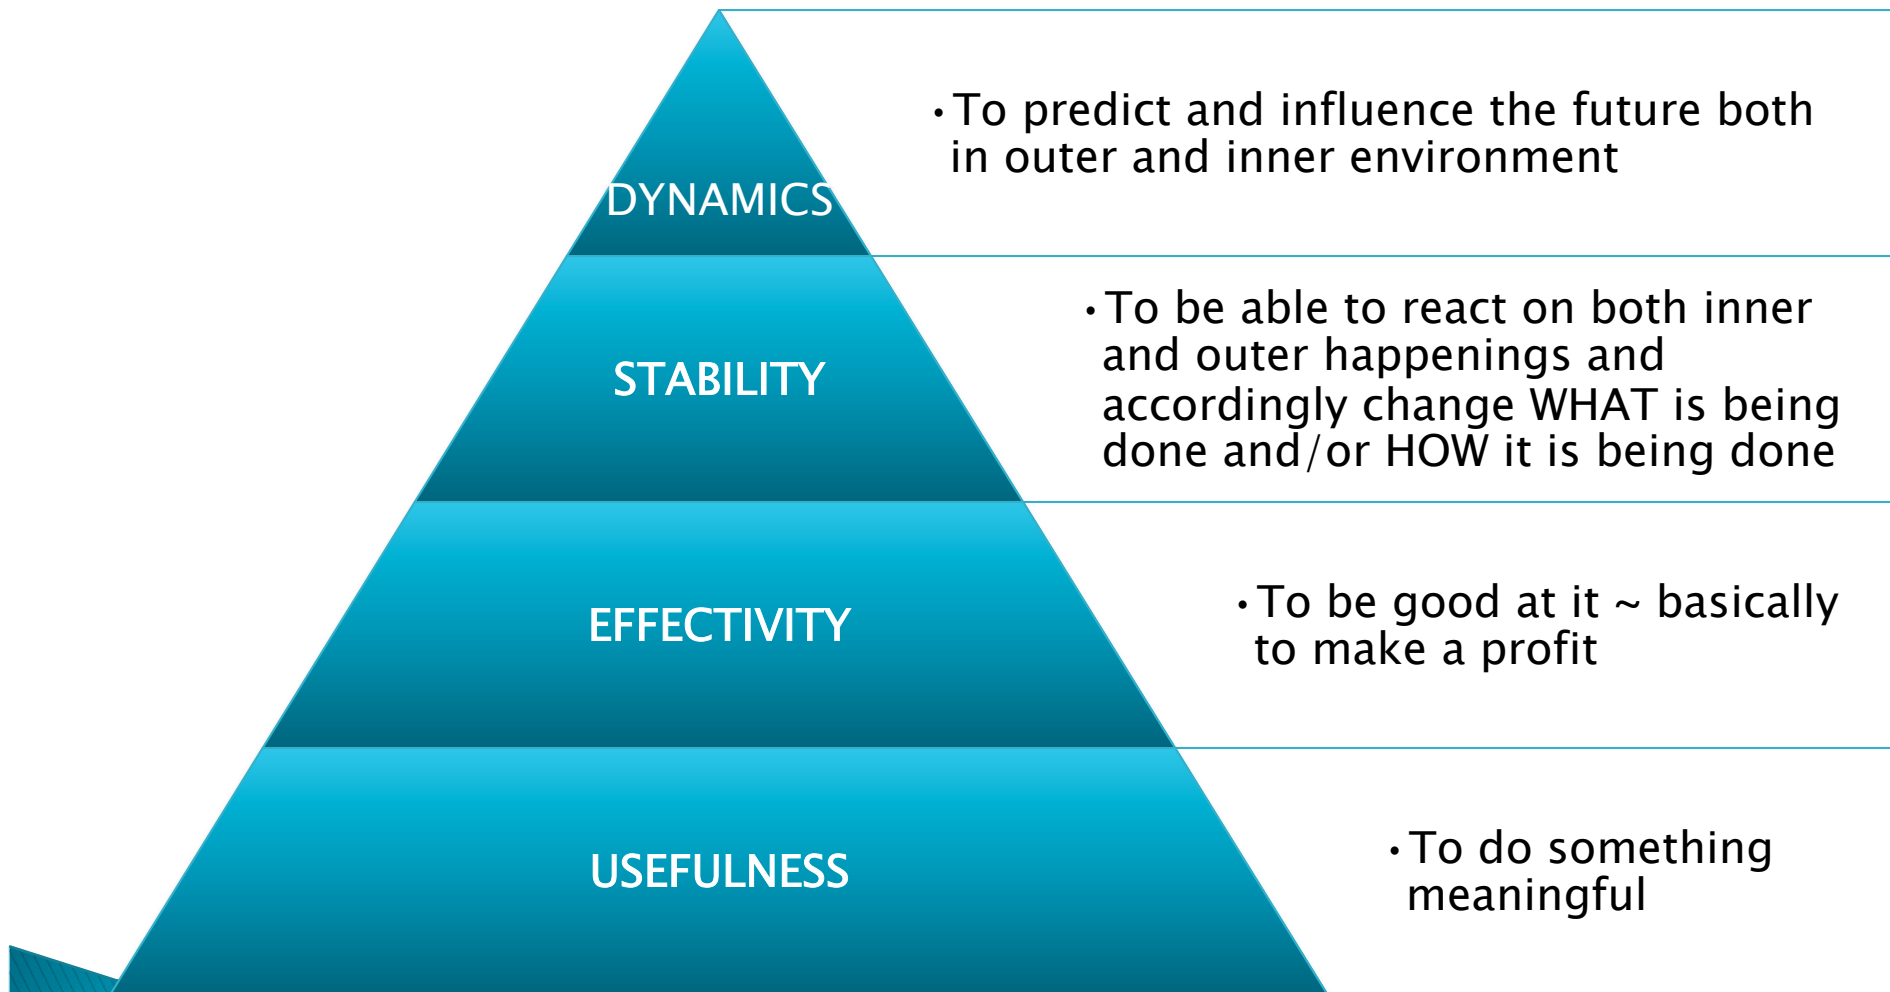 DYNAMICS
•To predict and influence the future both
in outer and inner environment
STABILITY
•To be able to react on both inner
and outer happenings and
accordingly change WHAT is being
done and/or HOW it is being done
EFFECTIVITY
•To be good at it ~ basically
to make a profit
USEFULNESS
•To do something
meaningful